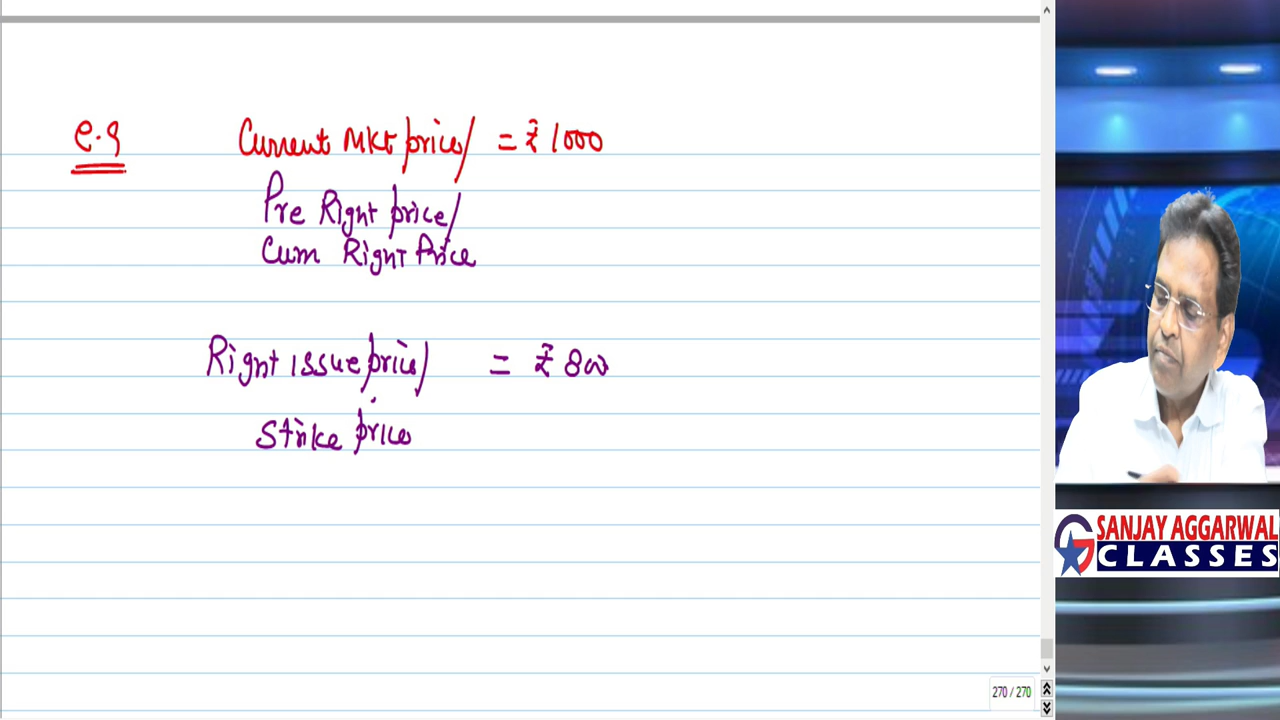 e.g Current Mkt price/ = ₹ 1000
Pre Right price/
Cum Right Price
Right issue price/ = ₹ 800
Strike price
270 / 270
SANJAY AGGARWAL
CLASSES